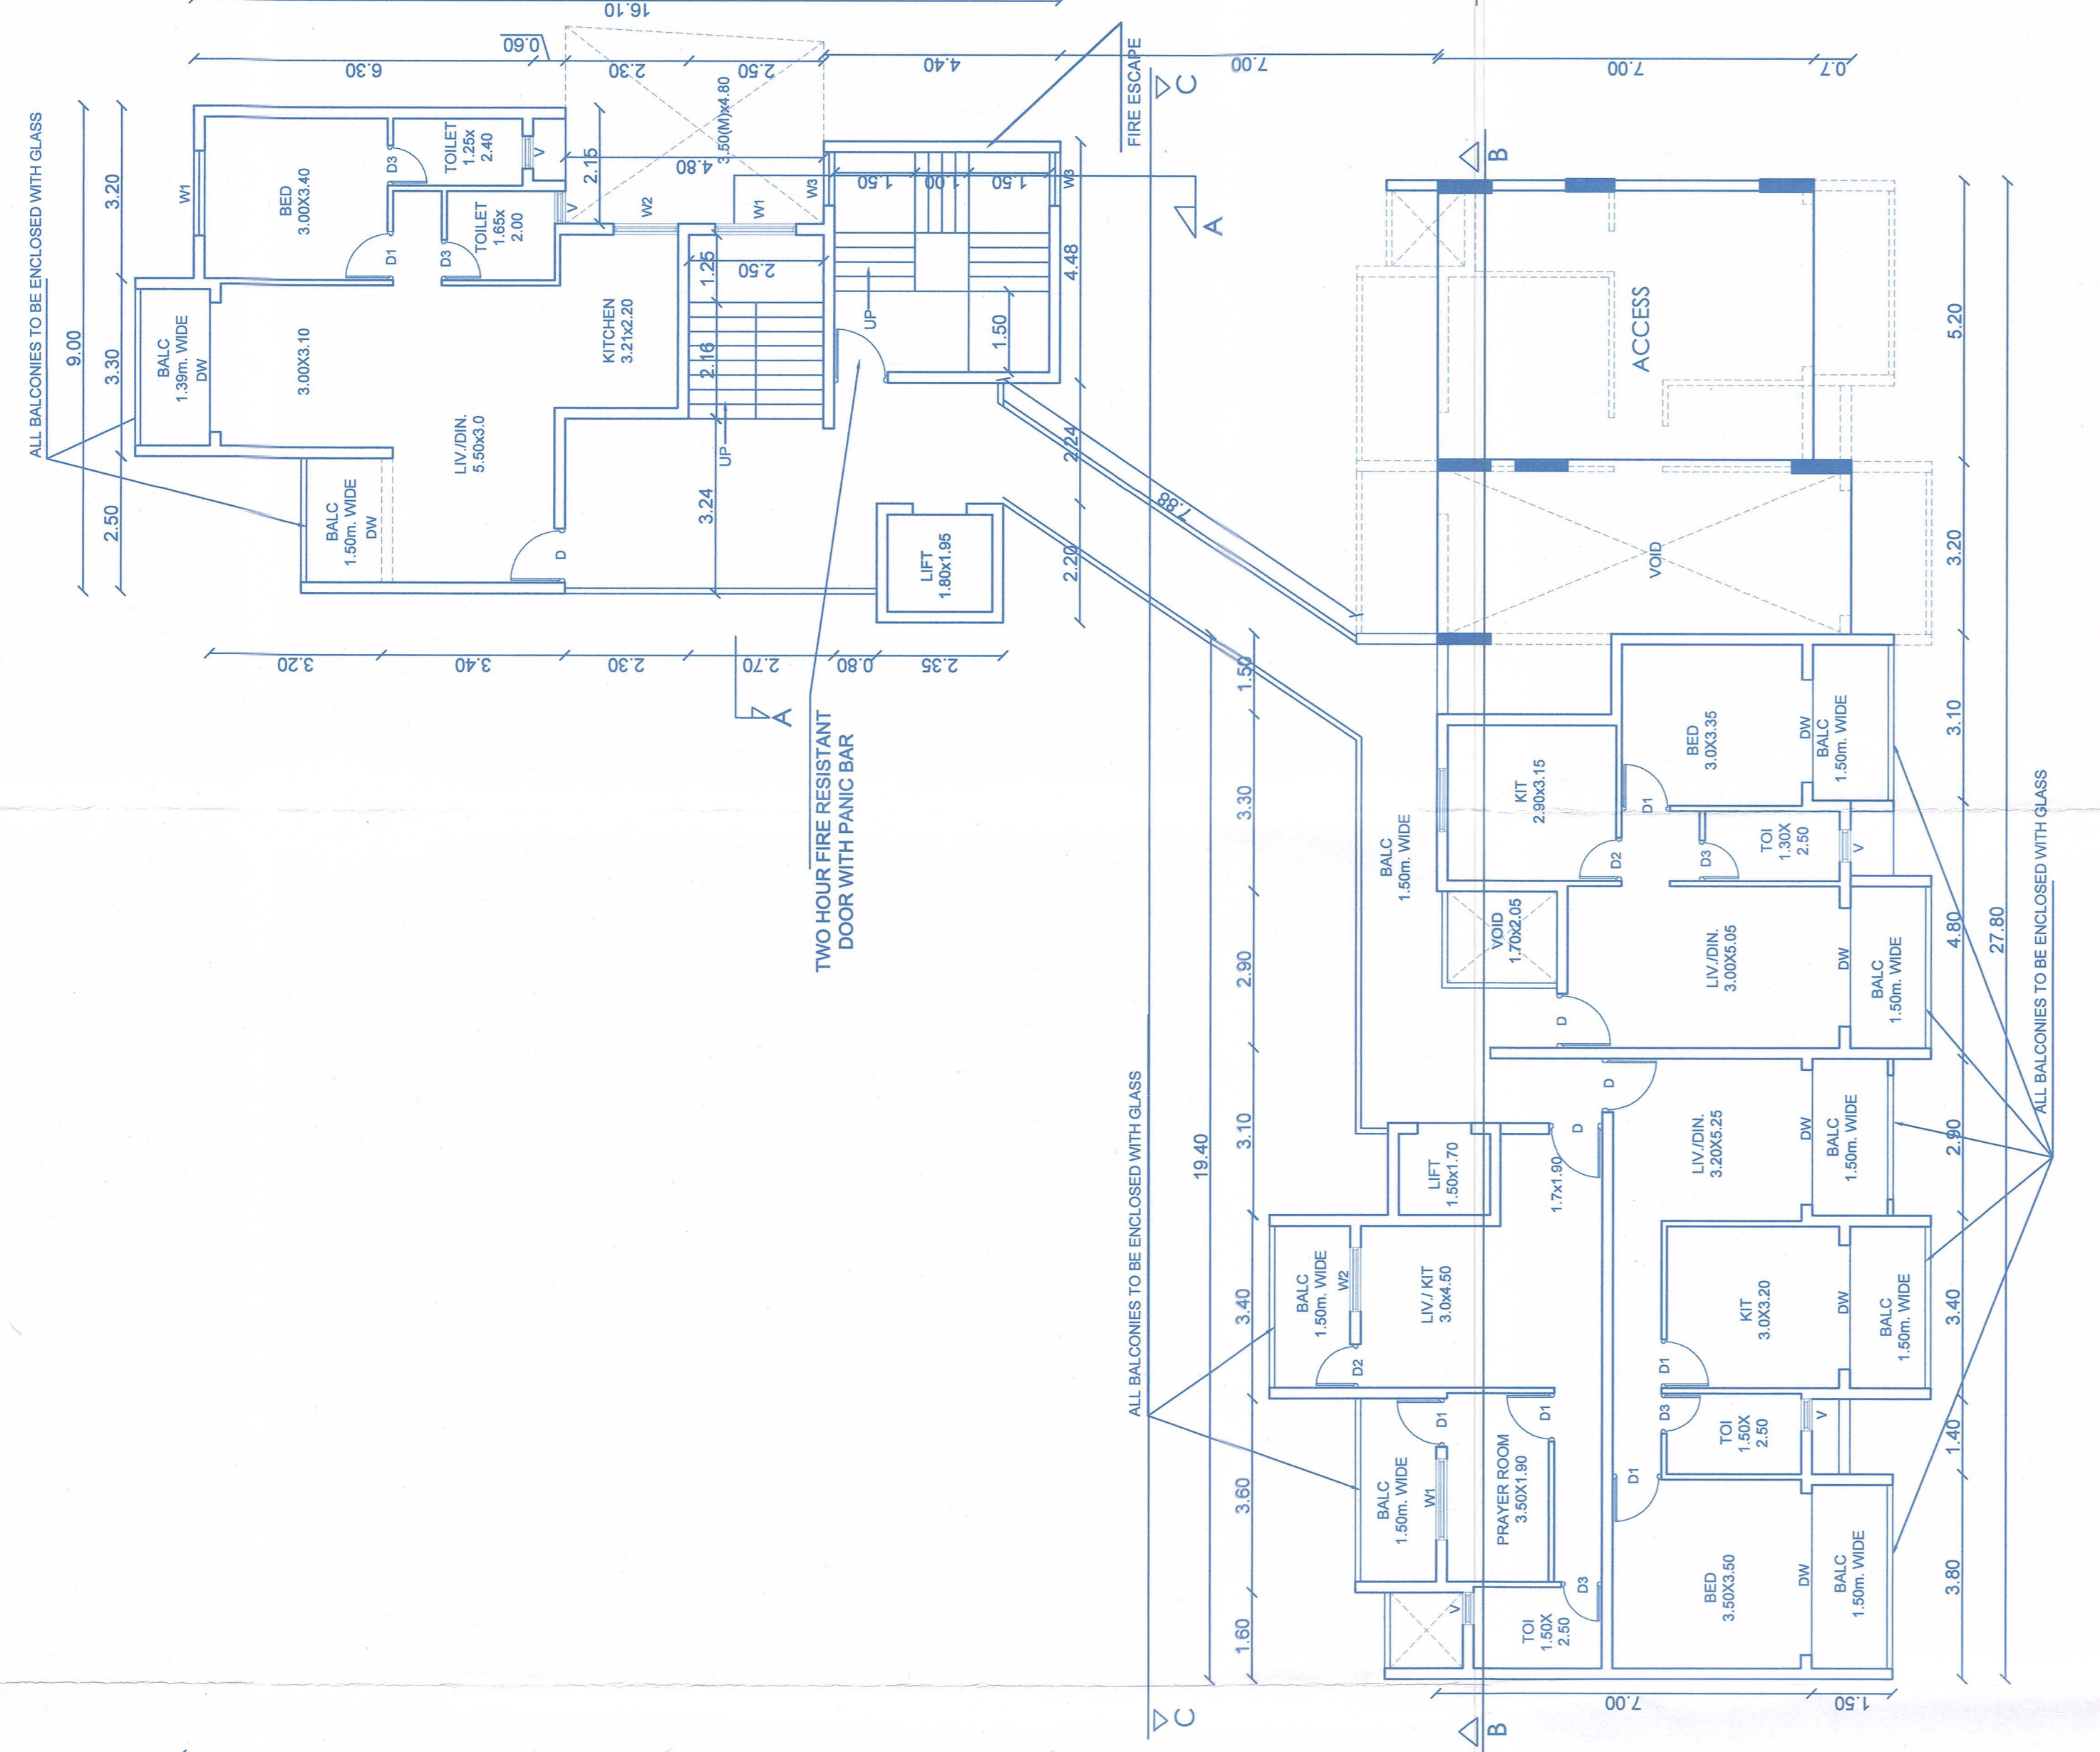 16.10
6.30
0.60
2.30
2.50
4.40
7.00
7.00
0.7
FIRE ESCAPE
C
ALL BALCONIES TO BE ENCLOSED WITH GLASS
9.00
3.20
3.30
2.50
W1
BED
3.00X3.40
D3
TOILET
1.25x
2.40
V
2.15
4.80
3.50(M)x4.80
D1
D3
TOILET
1.65x
2.00
V
W2
W1
W3
W3
1.50
1.00
1.50
A
BALC
1.39m. WIDE
DW
3.00X3.10
KITCHEN
3.21x2.20
1.25
2.50
2.16
UP
UP
1.50
4.48
LIV./DIN.
5.50x3.0
BALC
1.50m. WIDE
DW
D
3.24
LIFT
1.80x1.95
2.24
2.20
7.88
3.20
3.40
2.30
2.70
0.80
2.35
A
TWO HOUR FIRE RESISTANT
DOOR WITH PANIC BAR
B
ACCESS
5.20
VOID
3.20
1.50
3.30
2.90
3.10
3.40
3.60
1.60
19.40
BALC
1.50m. WIDE
KIT
2.90x3.15
BED
3.0X3.35
DW
BALC
1.50m. WIDE
3.10
D1
D2
D3
TOI
1.30X
2.50
V
VOID
1.70x2.05
LIV./DIN.
3.00X5.05
DW
BALC
1.50m. WIDE
4.80
27.80
ALL BALCONIES TO BE ENCLOSED WITH GLASS
D
D
D
LIFT
1.50x1.70
1.7x1.90
LIV./DIN.
3.20X5.25
DW
BALC
1.50m. WIDE
2.90
ALL BALCONIES TO BE ENCLOSED WITH GLASS
BALC
1.50m. WIDE
W2
D2
LIV./ KIT
3.0x4.50
KIT
3.0X3.20
DW
BALC
1.50m. WIDE
3.40
D1
D3
BALC
1.50m. WIDE
D1
W1
PRAYER ROOM
3.50X1.90
D1
TOI
1.50X
2.50
V
1.40
D1
V
TOI
1.50X
2.50
D3
BED
3.50X3.50
DW
BALC
1.50m. WIDE
3.80
7.00
1.50
C
B